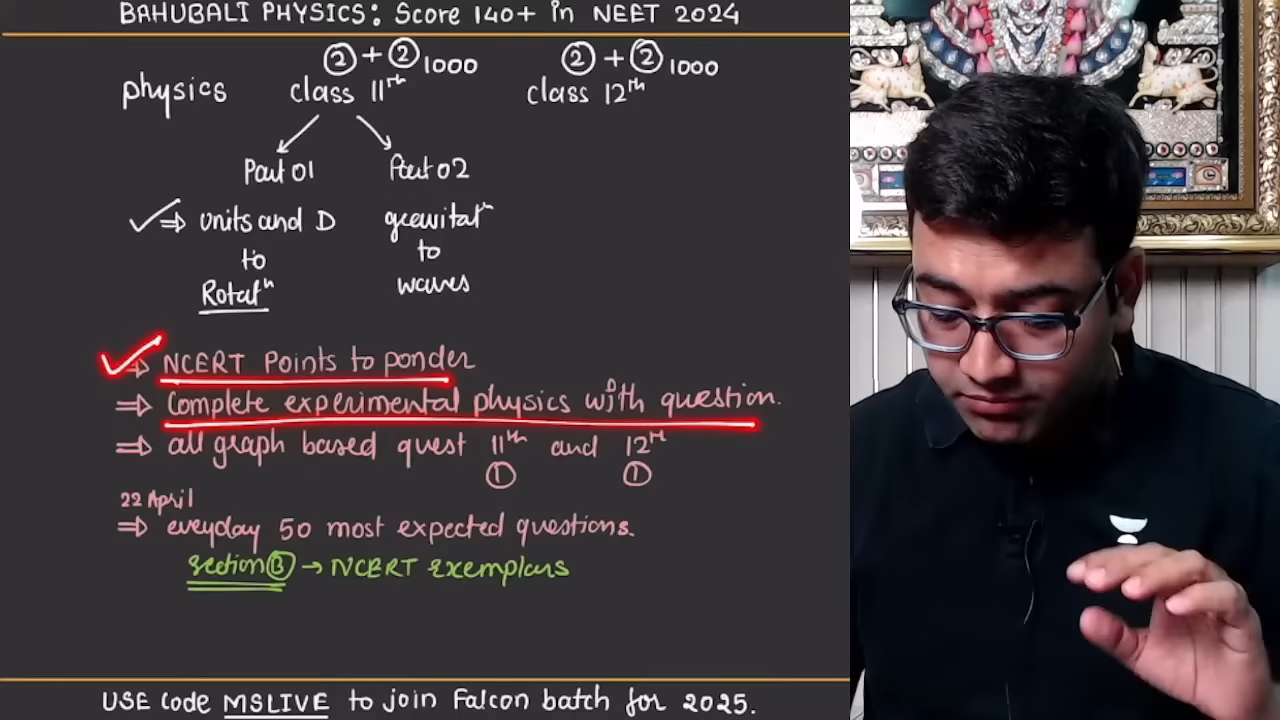 BAHUBALI PHYSICS: Score 140+ in NEET 2024
② + ② 1000 ② + ② 1000
physics class 11th class 12th
Part 01 Part 02
✓⇒ Units and D gravitatⁿ
to to
Rotatⁿ waves
✓⇒ NCERT Points to ponder
⇒ Complete experimental physics with question.
⇒ all graph based quest 11th and 12th
① ①
22 April
⇒ everyday 50 most expected questions.
Section Ⓑ → NCERT Exemplars
USE Code MSLIVE to join Falcon batch for 2025.